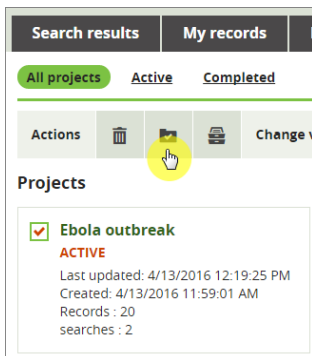 Search results My records
All projects Active Completed
Actions Change
Projects
Ebola outbreak
ACTIVE
Last updated: 4/13/2016 12:19:25 PM
Created: 4/13/2016 11:59:01 AM
Records : 20
searches : 2